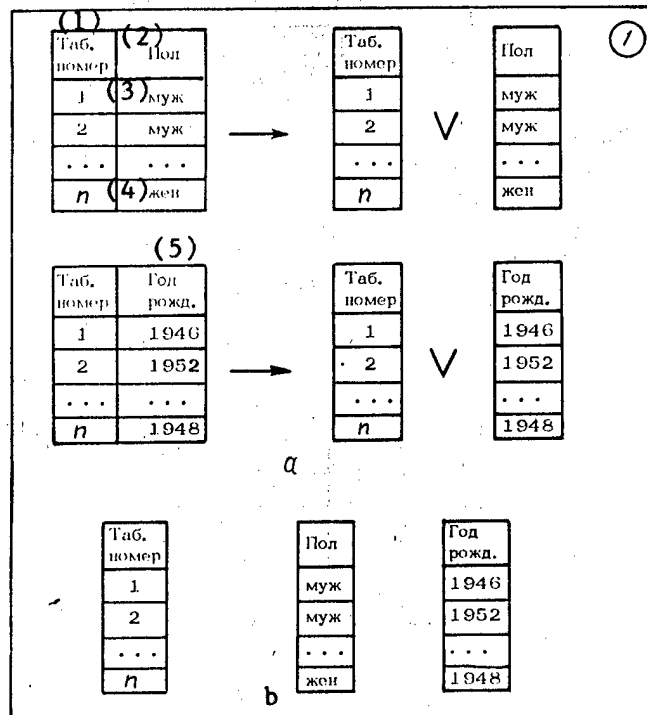 (1)
(2)
1
Таб. номер Пол
1 (3) муж
2 муж
... ...
n (4) жен
Таб. номер
1
2
...
n
V
Пол
муж
муж
...
жен
(5)
Таб. номер Год рожд.
1 1946
2 1952
... ...
n 1948
Таб. номер
1
2
...
n
V
Год рожд.
1946
1952
...
1948
a
Таб. номер
1
2
...
n
Пол
муж
муж
...
жен
Год рожд.
1946
1952
...
1948
b